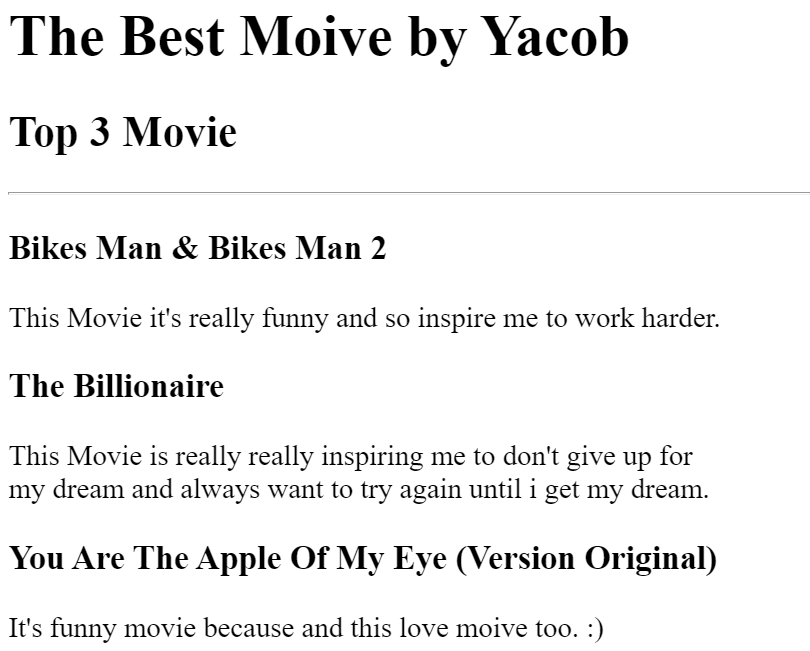 The Best Moive by Yacob
Top 3 Movie
Bikes Man & Bikes Man 2
This Movie it's really funny and so inspire me to work harder.
The Billionaire
This Movie is really really inspiring me to don't give up for
my dream and always want to try again until i get my dream.
You Are The Apple Of My Eye (Version Original)
It's funny movie because and this love moive too. :)